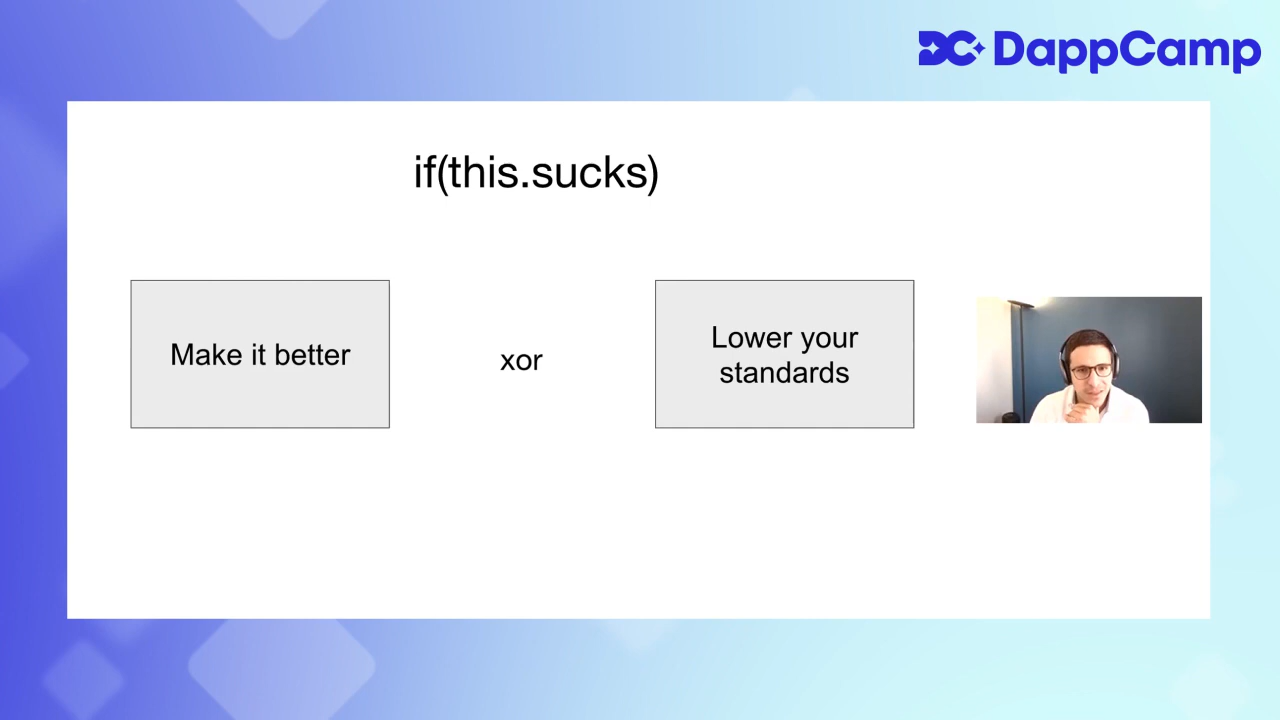 DappCamp
if(this.sucks)
Make it better
xor
Lower your
standards